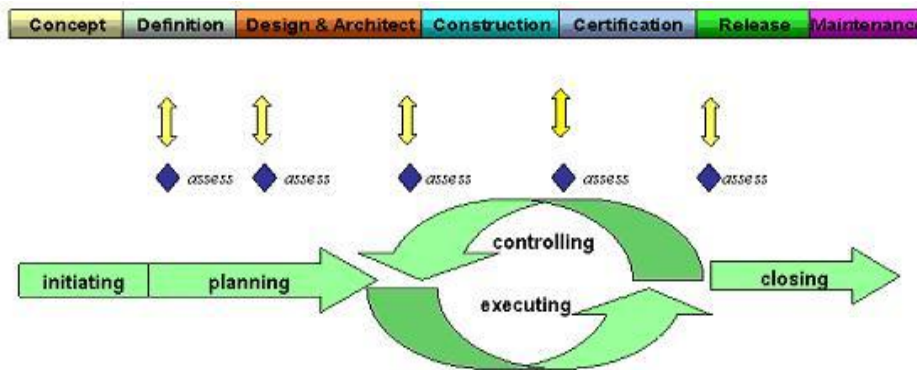 Concept Definition Design & Architect Construction Certification Release Maintenance
assess assess assess assess assess
controlling
initiating planning closing
executing